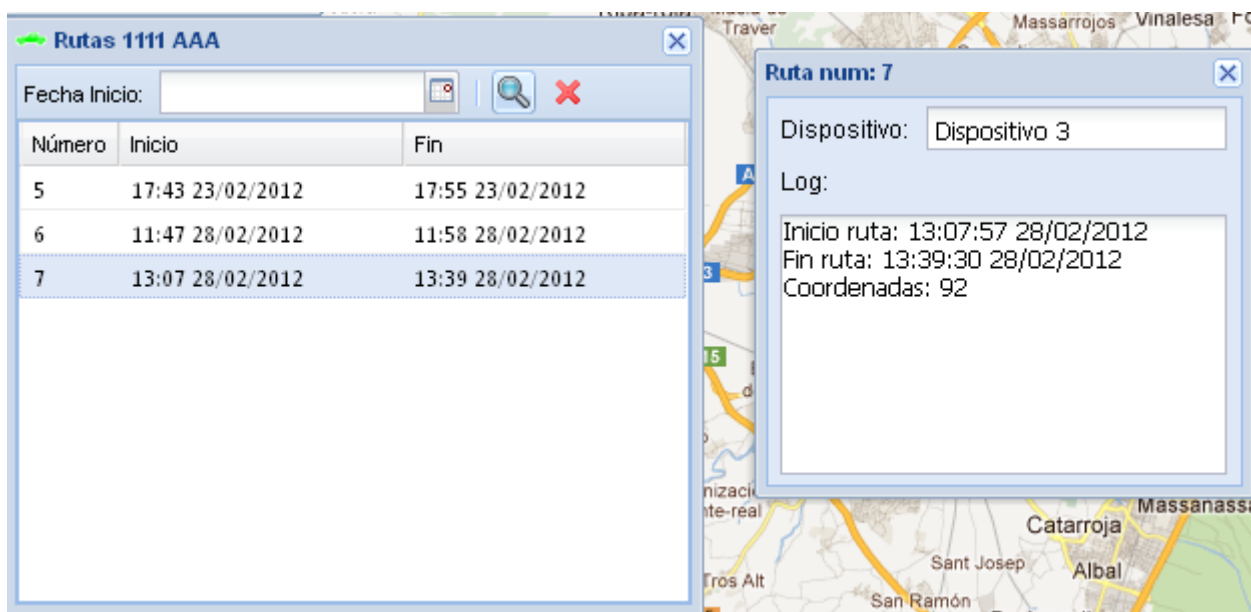 Rutas 1111 AAA
Fecha Inicio:
Número Inicio Fin
5 17:43 23/02/2012 17:55 23/02/2012
6 11:47 28/02/2012 11:58 28/02/2012
7 13:07 28/02/2012 13:39 28/02/2012
Traver
Massarrojos Vinalesa
Ruta num: 7
Dispositivo: Dispositivo 3
Log:
Inicio ruta: 13:07:57 28/02/2012
Fin ruta: 13:39:30 28/02/2012
Coordenadas: 92
A
3
15
Massanassa
Catarroja
Sant Josep
Albal
Tros Alt
San Ramón